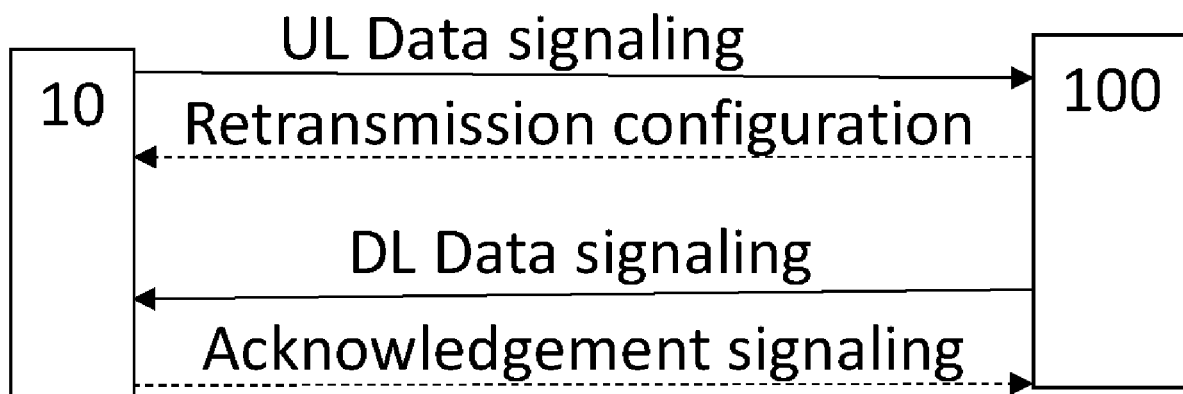 UL Data signaling
10
100
Retransmission configuration
DL Data signaling
Acknowledgement signaling